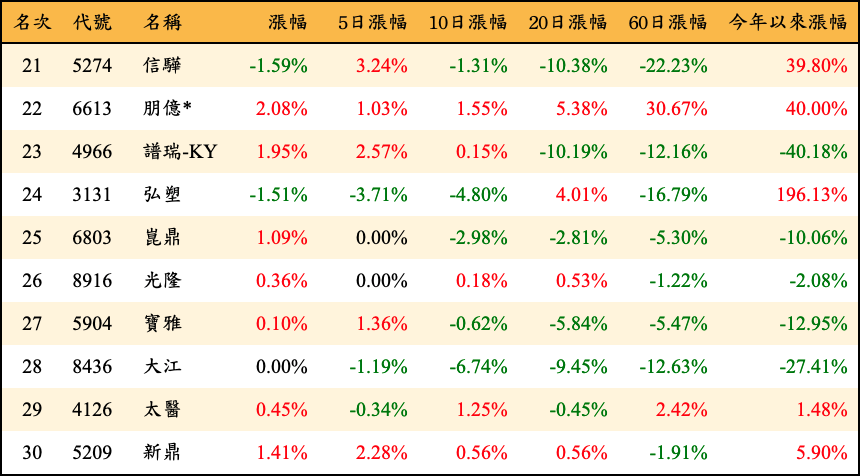 名次 代號 名稱 漲幅 5日漲幅 10日漲幅 20日漲幅 60日漲幅 今年以來漲幅
21 5274 信驊 -1.59% 3.24% -1.31% -10.38% -22.23% 39.80%
22 6613 朋億* 2.08% 1.03% 1.55% 5.38% 30.67% 40.00%
23 4966 譜瑞-KY 1.95% 2.57% 0.15% -10.19% -12.16% -40.18%
24 3131 弘塑 -1.51% -3.71% -4.80% 4.01% -16.79% 196.13%
25 6803 崑鼎 1.09% 0.00% -2.98% -2.81% -5.30% -10.06%
26 8916 光隆 0.36% 0.00% 0.18% 0.53% -1.22% -2.08%
27 5904 寶雅 0.10% 1.36% -0.62% -5.84% -5.47% -12.95%
28 8436 大江 0.00% -1.19% -6.74% -9.45% -12.63% -27.41%
29 4126 太醫 0.45% -0.34% 1.25% -0.45% 2.42% 1.48%
30 5209 新鼎 1.41% 2.28% 0.56% 0.56% -1.91% 5.90%